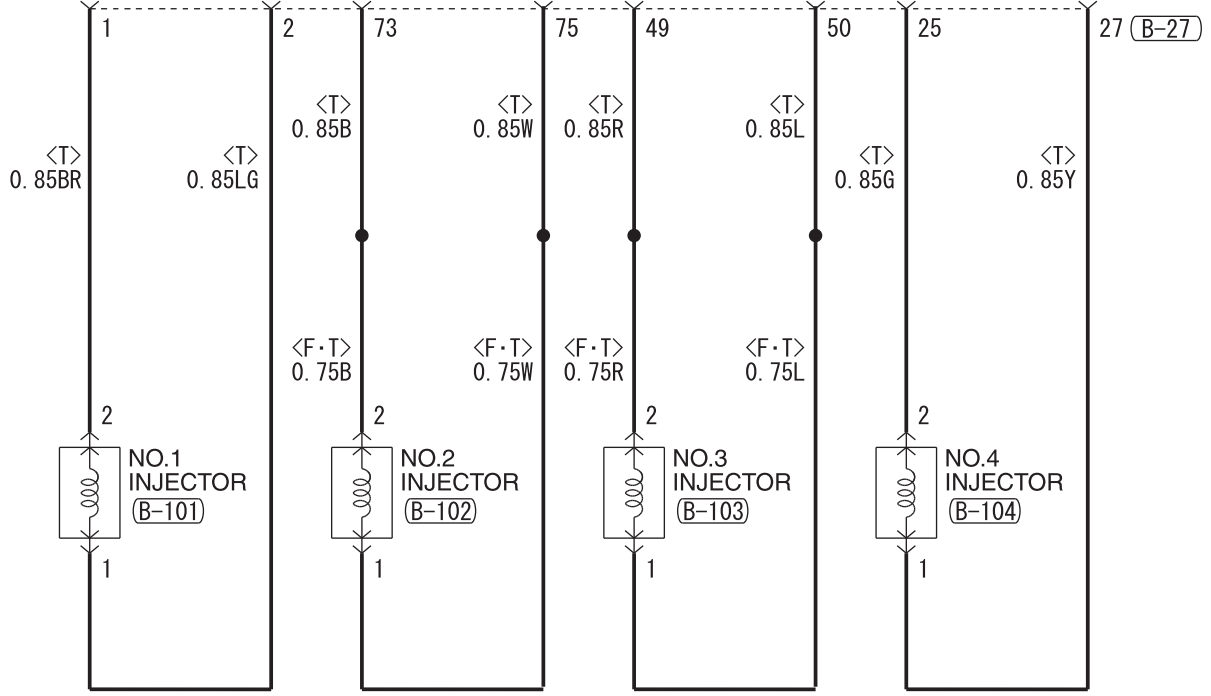 1 2 73 75 49 50 25 27 B-27
<T> <T> <T> <T>
0.85B 0.85W 0.85R 0.85L
<T> <T> <T> <T>
0.85BR 0.85LG 0.85G 0.85Y
<F·T> <F·T> <F·T> <F·T>
0.75B 0.75W 0.75R 0.75L
2 2 2 2
NO.1 NO.2 NO.3 NO.4
INJECTOR INJECTOR INJECTOR INJECTOR
B-101 B-102 B-103 B-104
1 1 1 1